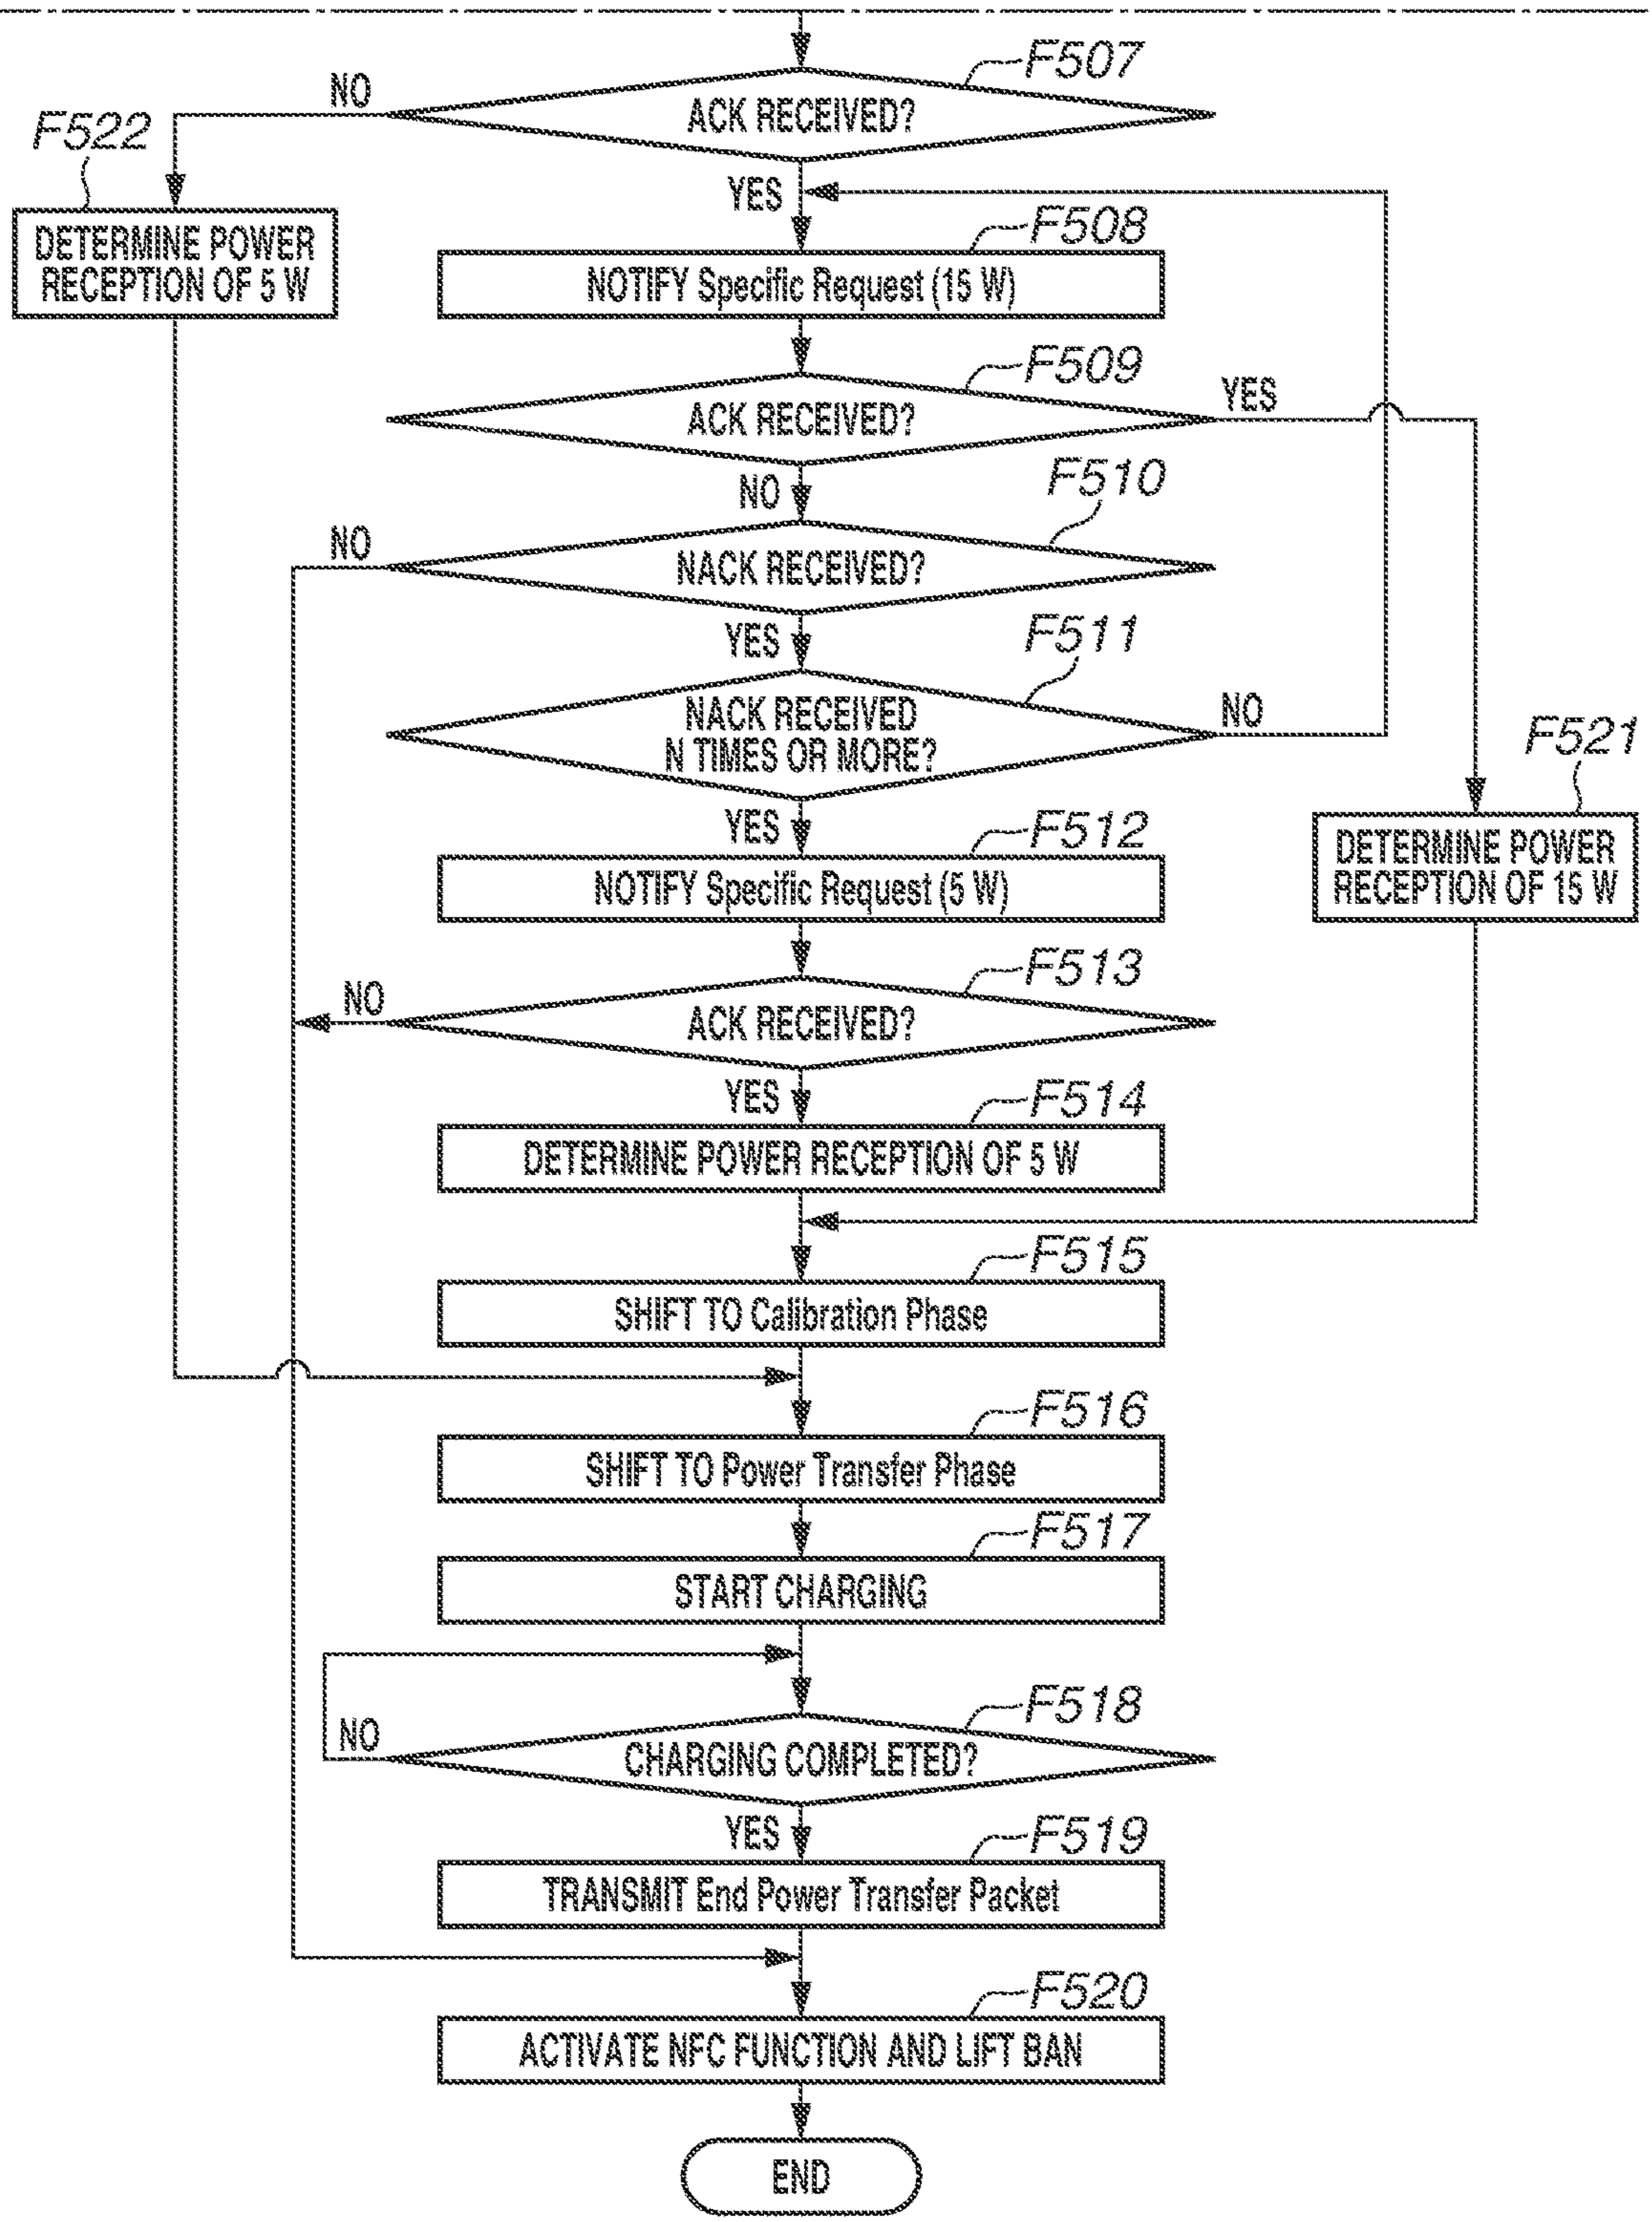 F507
NO
ACK RECEIVED?
F522
YES
DETERMINE POWER
RECEPTION OF 5 W
F508
NOTIFY Specific Request (15 W)
F509
ACK RECEIVED?
YES
NO
F510
NO
NACK RECEIVED?
YES
F511
NACK RECEIVED
N TIMES OR MORE?
NO
F521
YES
DETERMINE POWER
RECEPTION OF 15 W
F512
NOTIFY Specific Request (5 W)
F513
NO
ACK RECEIVED?
YES
F514
DETERMINE POWER RECEPTION OF 5 W
F515
SHIFT TO Calibration Phase
F516
SHIFT TO Power Transfer Phase
F517
START CHARGING
F518
NO
CHARGING COMPLETED?
YES
F519
TRANSMIT End Power Transfer Packet
F520
ACTIVATE NFC FUNCTION AND LIFT BAN
END